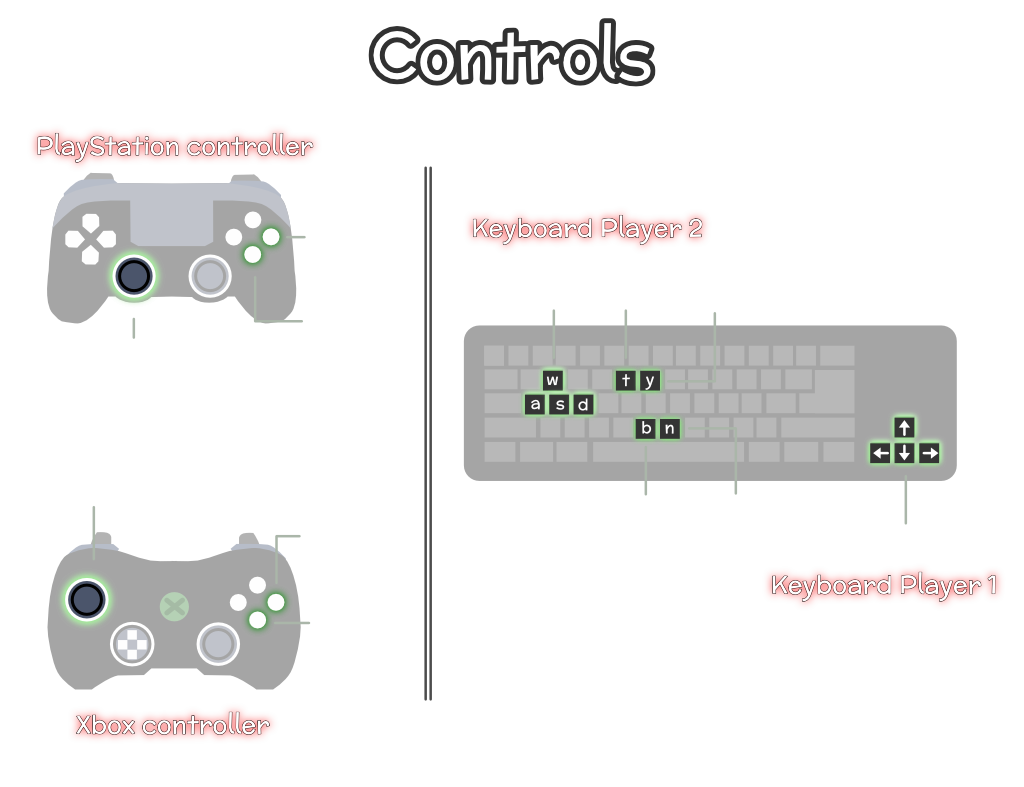 Controls
PlayStation controller
Keyboard Player 2
w t y
a s d
b n
↑
← ↓ →
Keyboard Player 1
Xbox controller